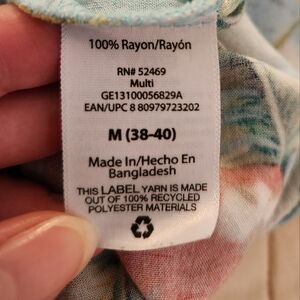 100% Rayon/Rayón
RN# 52469
Multi
GE13100056829A
EAN/UPC 8 80979723202
M (38-40)
Made In/Hecho En
Bangladesh
THIS LABEL YARN IS MADE
OUT OF 100% RECYCLED
POLYESTER MATERIALS